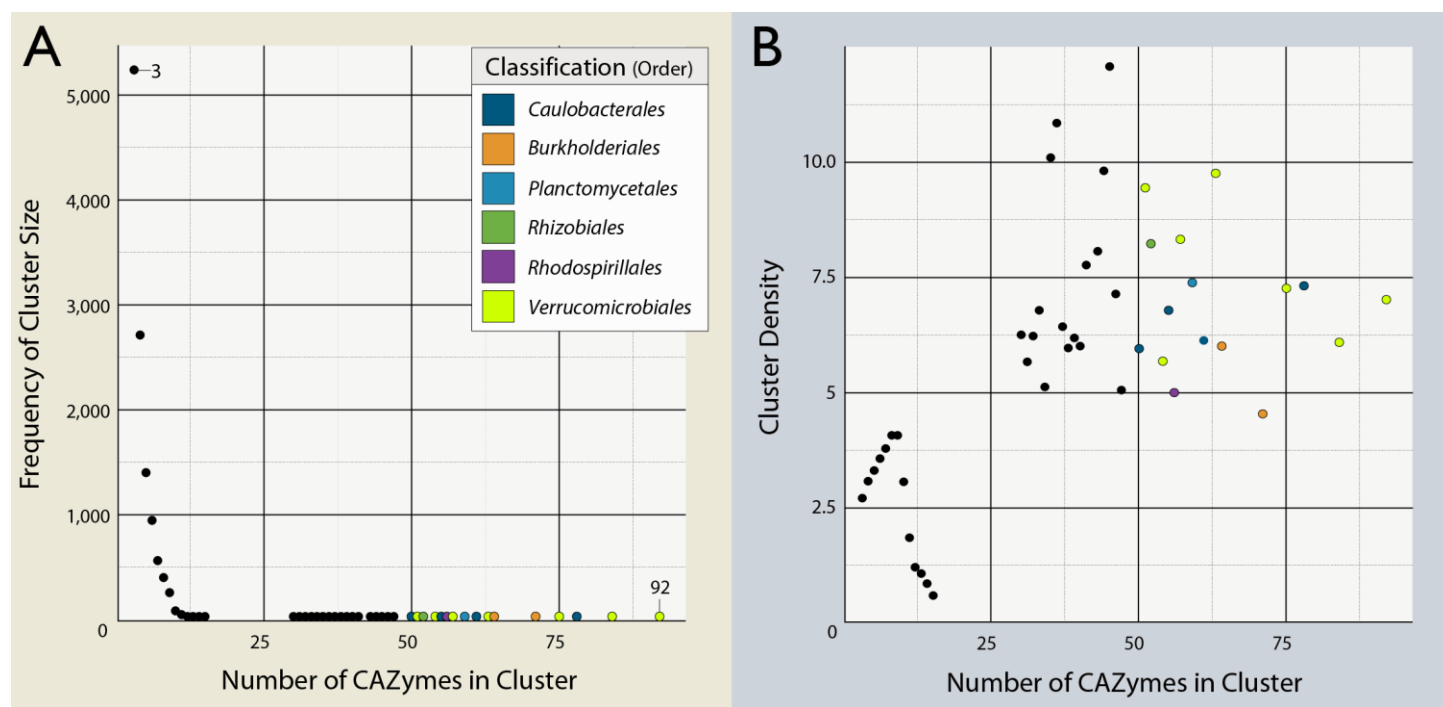 A
5,000
4,000
3,000
2,000
1,000
0
25
50
75
3
92
Frequency of Cluster Size
Number of CAZymes in Cluster
Classification (Order)
Caulobacterales
Burkholderiales
Planctomycetales
Rhizobiales
Rhodospirillales
Verrucomicrobiales
B
10.0
7.5
5
2.5
0
25
50
75
Cluster Density
Number of CAZymes in Cluster